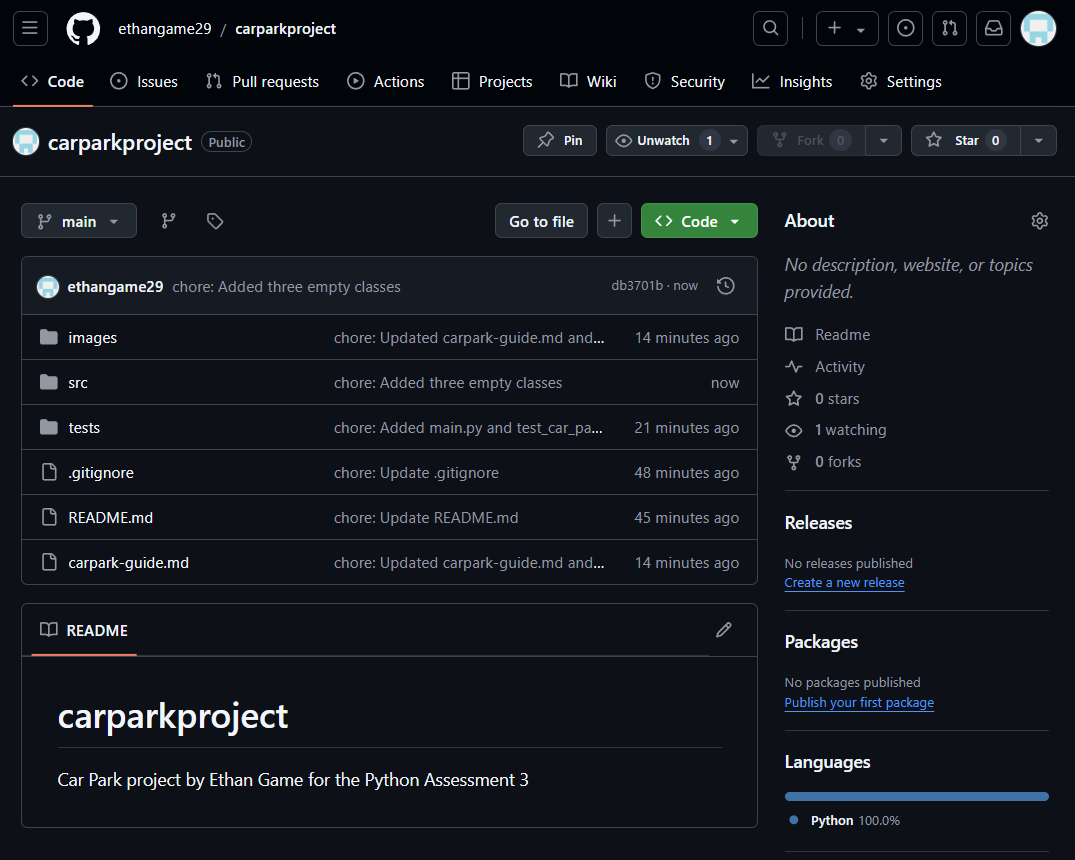 ethangame29 / carparkproject
Code Issues Pull requests Actions Projects Wiki Security Insights Settings
carparkproject Public
Pin Unwatch 1 Fork 0 Star 0
main Go to file Code
ethangame29 chore: Added three empty classes db3701b · now
images chore: Updated carpark-guide.md and... 14 minutes ago
src chore: Added three empty classes now
tests chore: Added main.py and test_car_pa... 21 minutes ago
.gitignore chore: Update .gitignore 48 minutes ago
README.md chore: Update README.md 45 minutes ago
carpark-guide.md chore: Updated carpark-guide.md and... 14 minutes ago
README
carparkproject
Car Park project by Ethan Game for the Python Assessment 3
About
No description, website, or topics
provided.
Readme
Activity
0 stars
1 watching
0 forks
Releases
No releases published
Create a new release
Packages
No packages published
Publish your first package
Languages
Python 100.0%